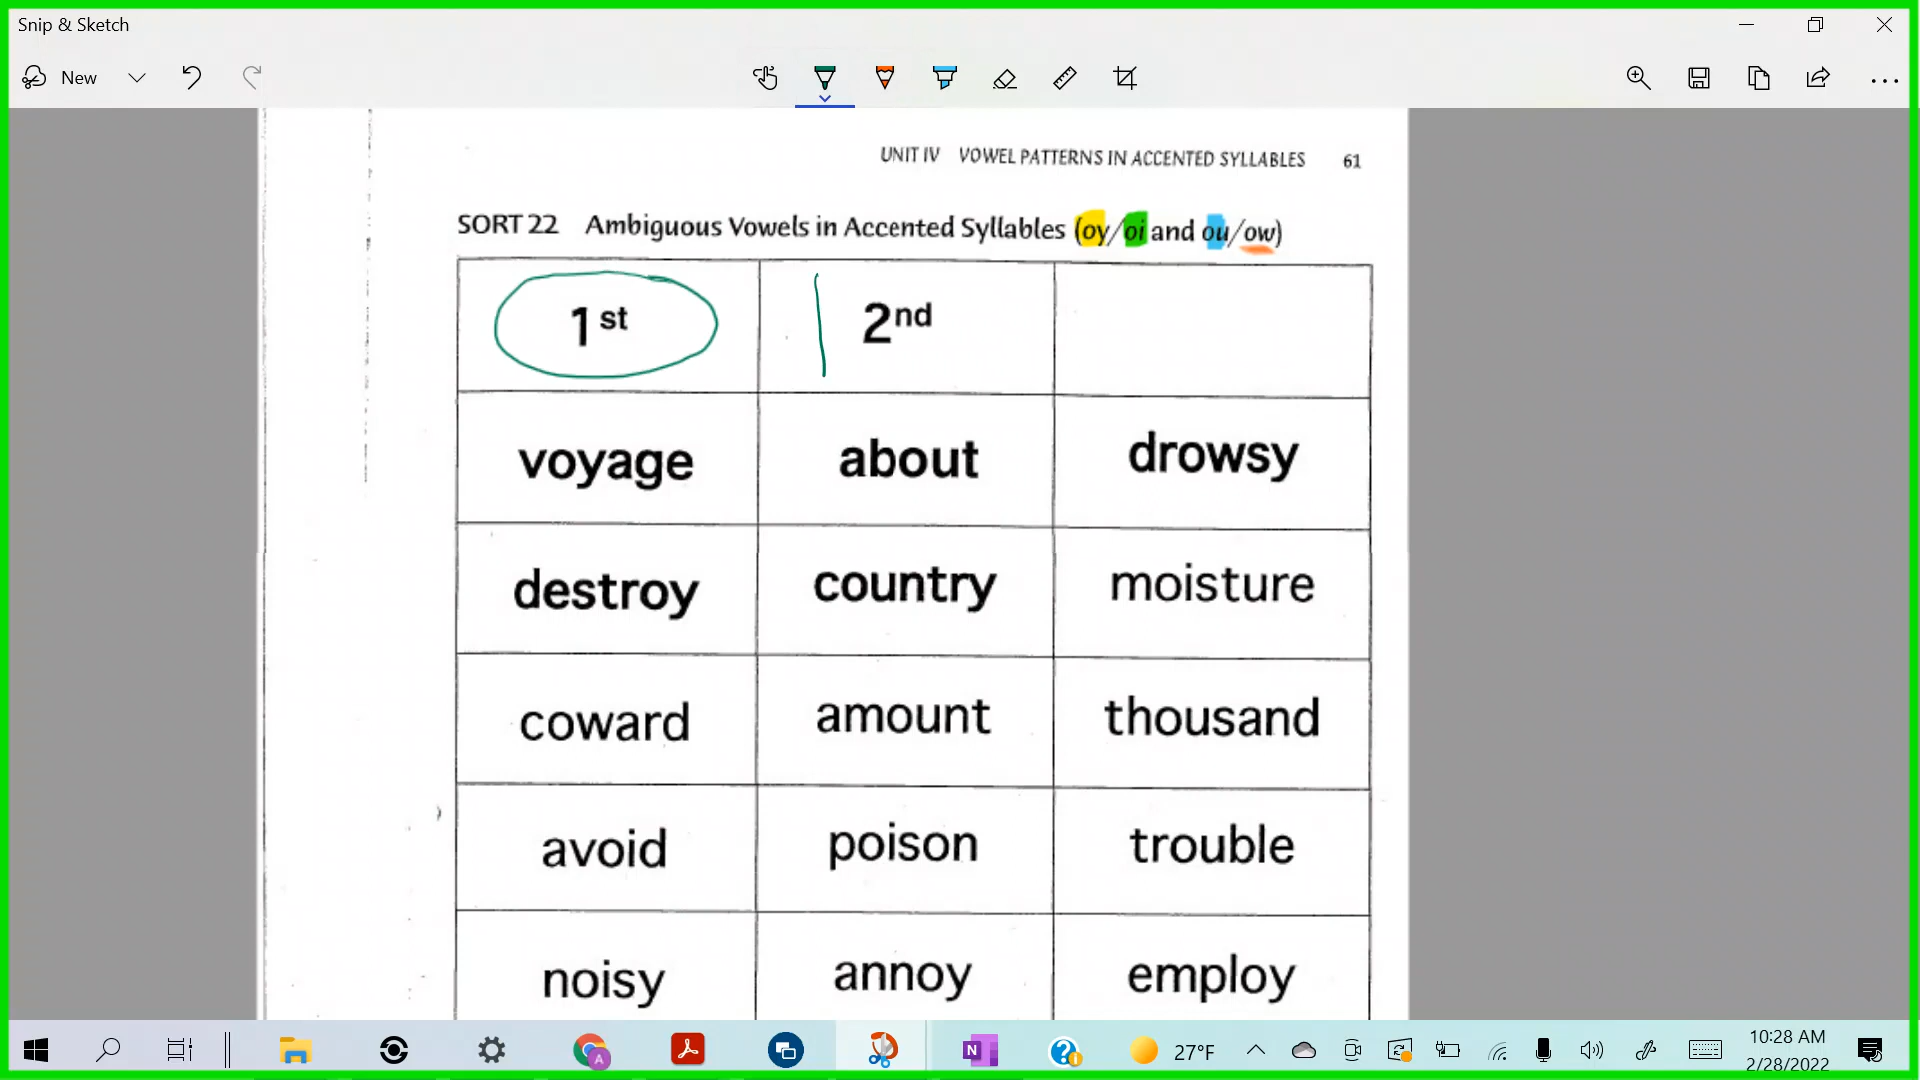 Snip & Sketch
New
UNIT IV VOWEL PATTERNS IN ACCENTED SYLLABLES 61
SORT 22 Ambiguous Vowels in Accented Syllables (oy/oi and ou/ow)
1st 2nd
voyage about drowsy
destroy country moisture
coward amount thousand
avoid poison trouble
noisy annoy employ
27°F
10:28 AM
2/28/2022